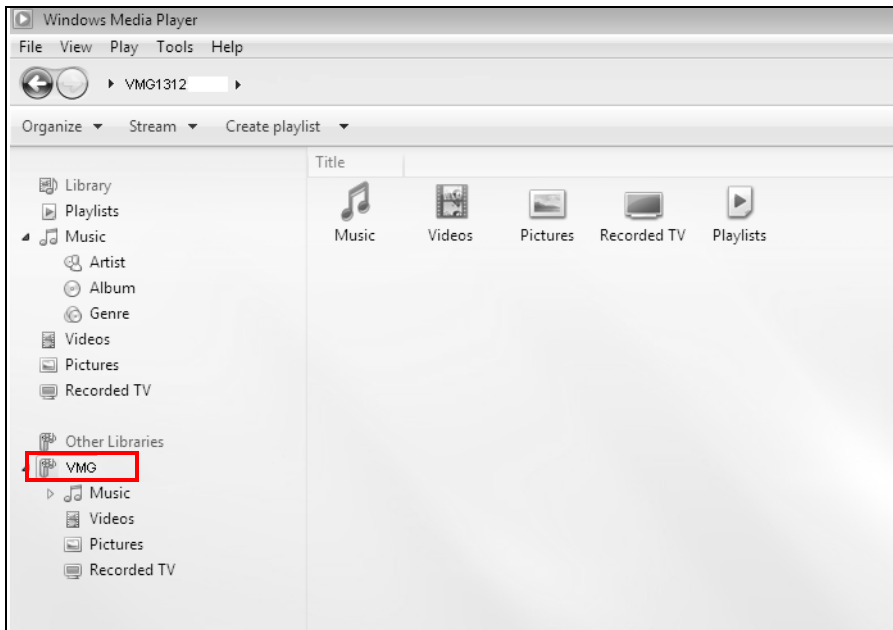 Windows Media Player
File View Play Tools Help
VMG1312
Organize Stream Create playlist
Title
Library
Playlists
Music
Artist
Album
Genre
Videos
Pictures
Recorded TV
Other Libraries
VMG
Music
Videos
Pictures
Recorded TV
Music Videos Pictures Recorded TV Playlists